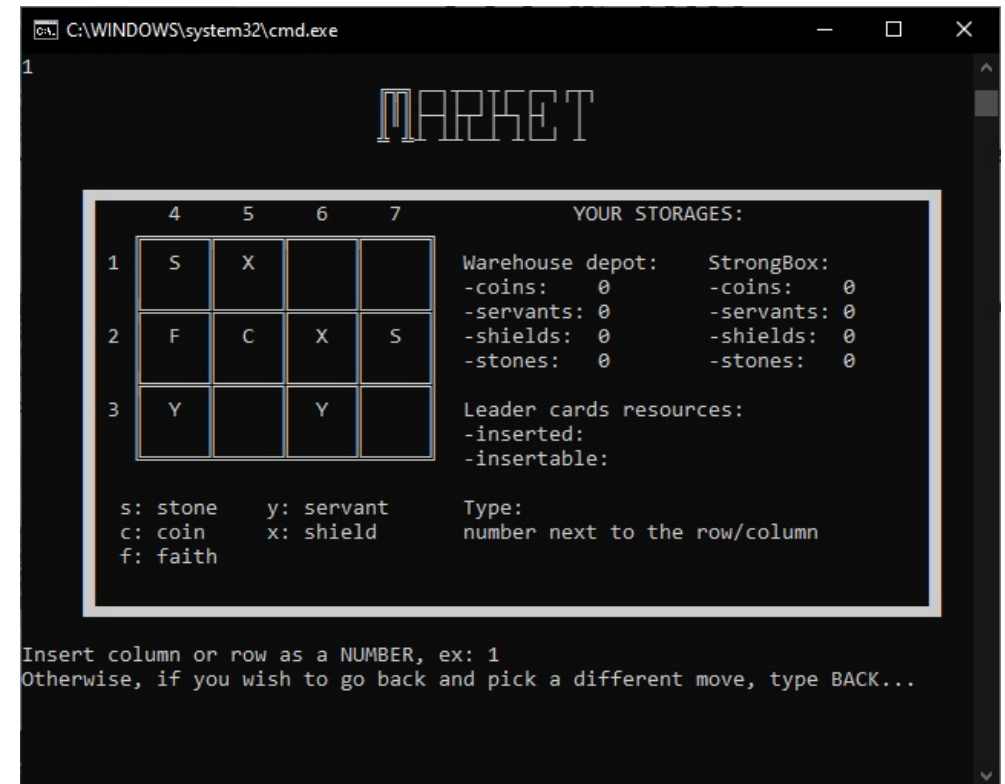 C:\WINDOWS\system32\cmd.exe
1
MARKET
4 5 6 7 YOUR STORAGES:
1 S X Warehouse depot: StrongBox:
-coins: 0 -coins: 0
-servants: 0 -servants: 0
2 F C X S -shields: 0 -shields: 0
-stones: 0 -stones: 0
3 Y Y Leader cards resources:
-inserted:
-insertable:
s: stone y: servant Type:
c: coin x: shield number next to the row/column
f: faith
Insert column or row as a NUMBER, ex: 1
Otherwise, if you wish to go back and pick a different move, type BACK...